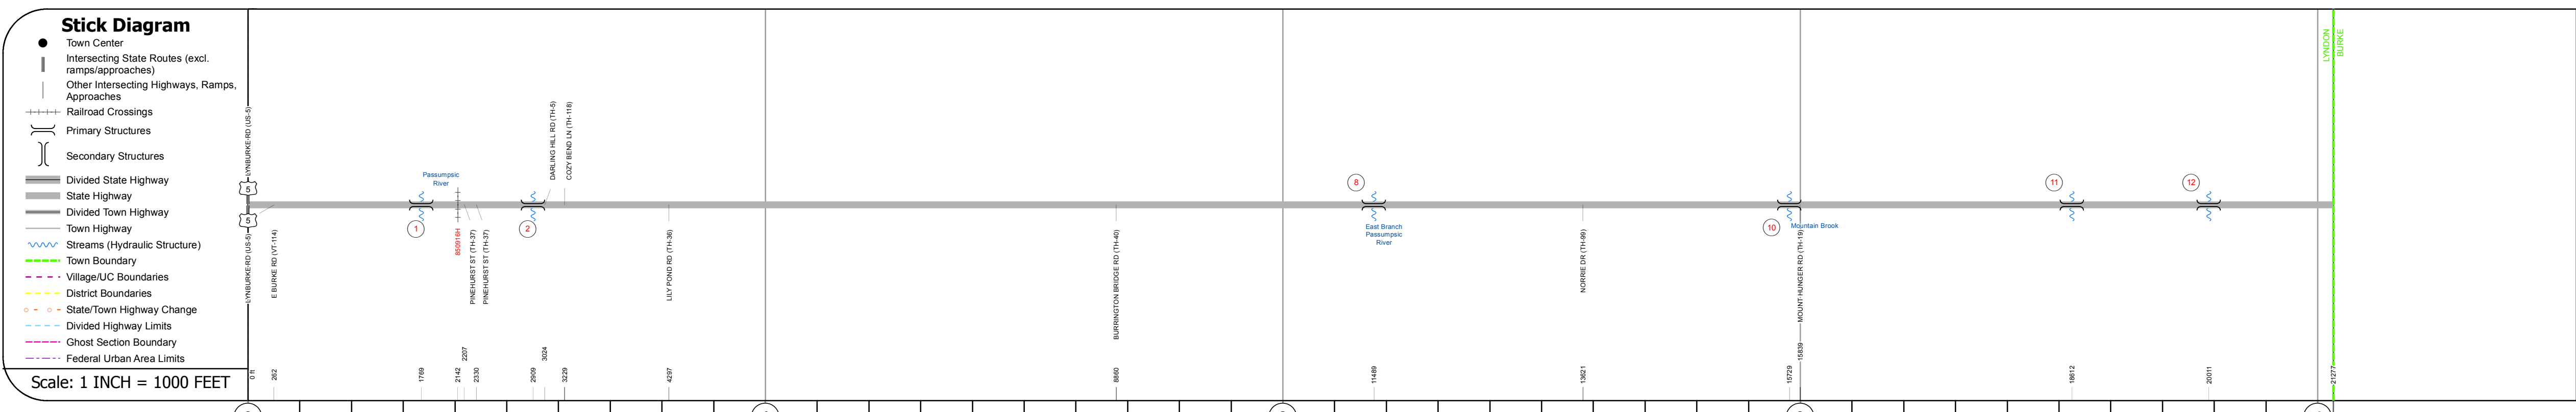 Stick Diagram
Town Center
Intersecting State Routes (excl.
ramps/approaches)
Other Intersecting Highways, Ramps,
Approaches
Railroad Crossings
Primary Structures
Secondary Structures
Divided State Highway
State Highway
Divided Town Highway
Town Highway
Streams (Hydraulic Structure)
Town Boundary
Village/UC Boundaries
District Boundaries
State/Town Highway Change
Divided Highway Limits
Ghost Section Boundary
Federal Urban Area Limits
Scale: 1 INCH = 1000 FEET
LYNBURKE-RD (US-5)
5
5
LYNBURKE-RD (US-5)
E BURKE RD (VT-114)
Passumpsic
River
1
850916H
PINEHURST ST (TH-37)
PINEHURST ST (TH-37)
2
DARLING HILL RD (TH-5)
COZY BEND LN (TH-118)
LILY POND RD (TH-36)
BURRINGTON BRIDGE RD (TH-40)
8
East Branch
Passumpsic
River
NORRIE DR (TH-99)
10
Mountain Brook
MOUNT HUNGER RD (TH-19)
11
12
LYNDON
BURKE
0 ft
262
1769
2142
2207
2330
2909
3024
3229
4297
8860
11489
13621
15729
15839
18612
20011
21277